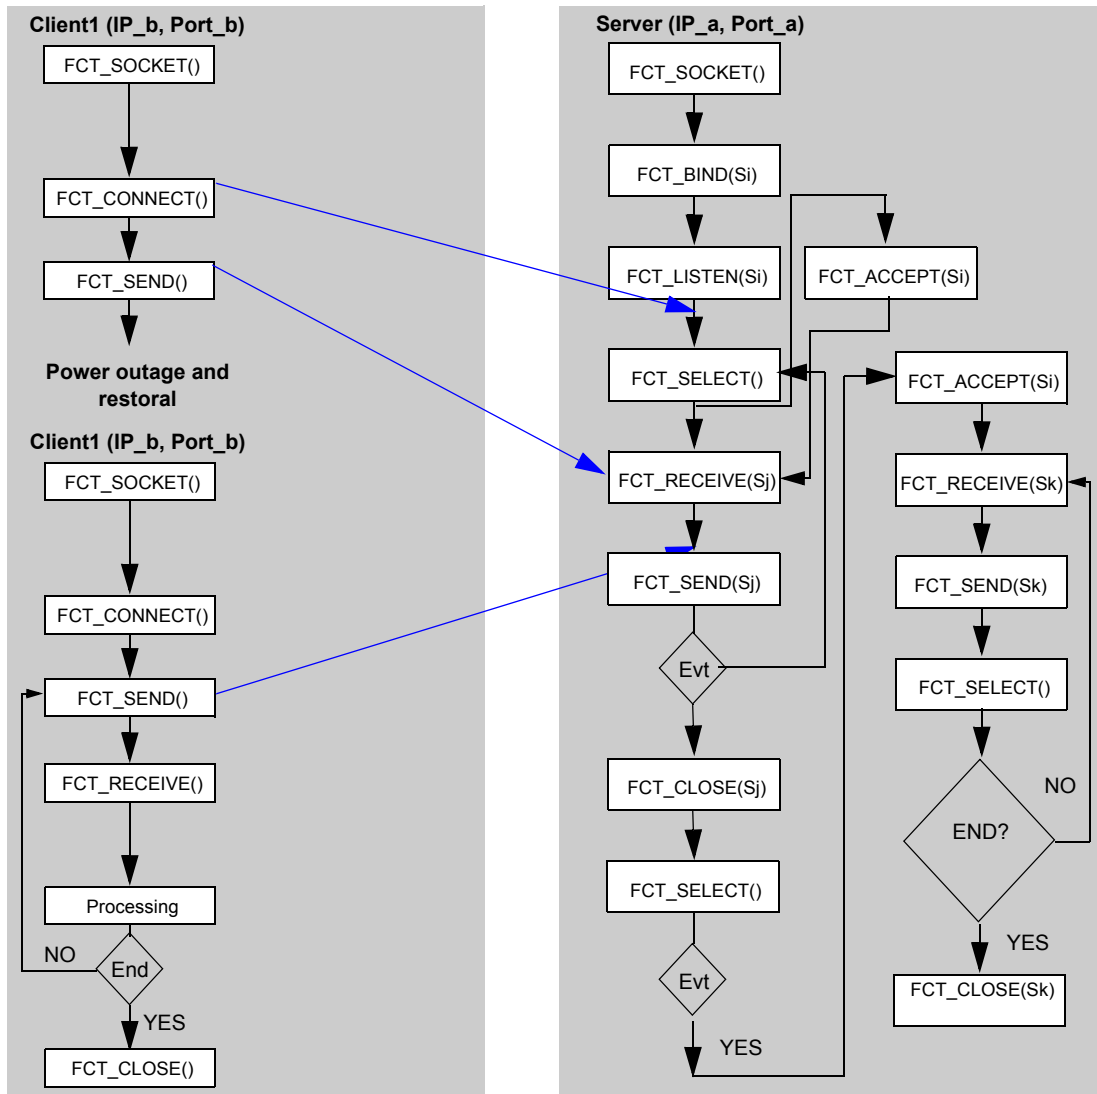 Client1 (IP_b, Port_b)
FCT_SOCKET()
FCT_CONNECT()
FCT_SEND()
Power outage and
restoral
Client1 (IP_b, Port_b)
FCT_SOCKET()
FCT_CONNECT()
FCT_SEND()
FCT_RECEIVE()
Processing
NO
End
YES
FCT_CLOSE()
Server (IP_a, Port_a)
FCT_SOCKET()
FCT_BIND(Si)
FCT_LISTEN(Si)
FCT_ACCEPT(Si)
FCT_SELECT()
FCT_RECEIVE(Sj)
FCT_SEND(Sj)
Evt
FCT_CLOSE(Sj)
FCT_SELECT()
Evt
YES
FCT_ACCEPT(Si)
FCT_RECEIVE(Sk)
FCT_SEND(Sk)
FCT_SELECT()
NO
END?
YES
FCT_CLOSE(Sk)